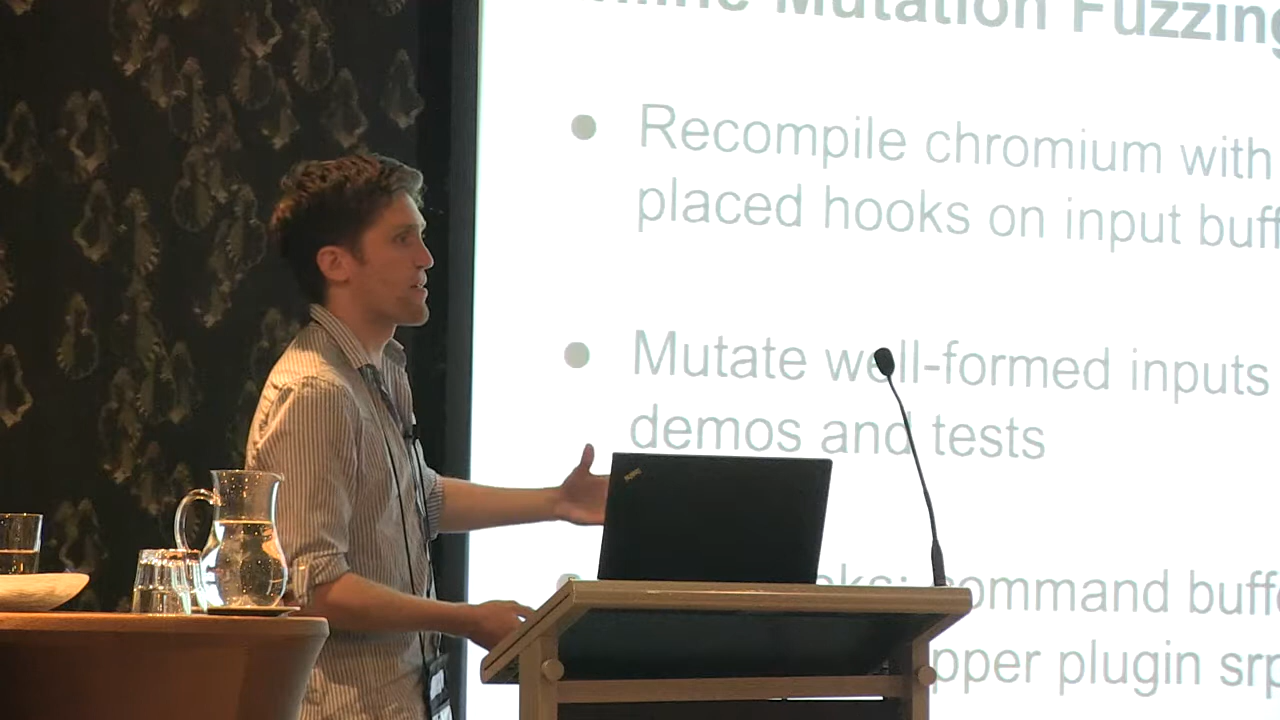 Mutation Fuzzing
Recompile chromium with
placed hooks on input buff
Mutate well-formed inputs
demos and tests
command buff
pper plugin srp